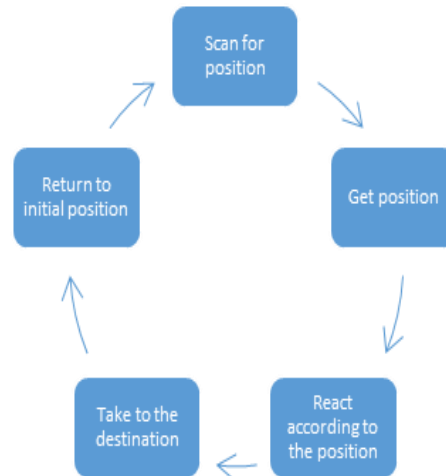 Scan for
position
Get position
React
according to
the position
Take to the
destination
Return to
initial position